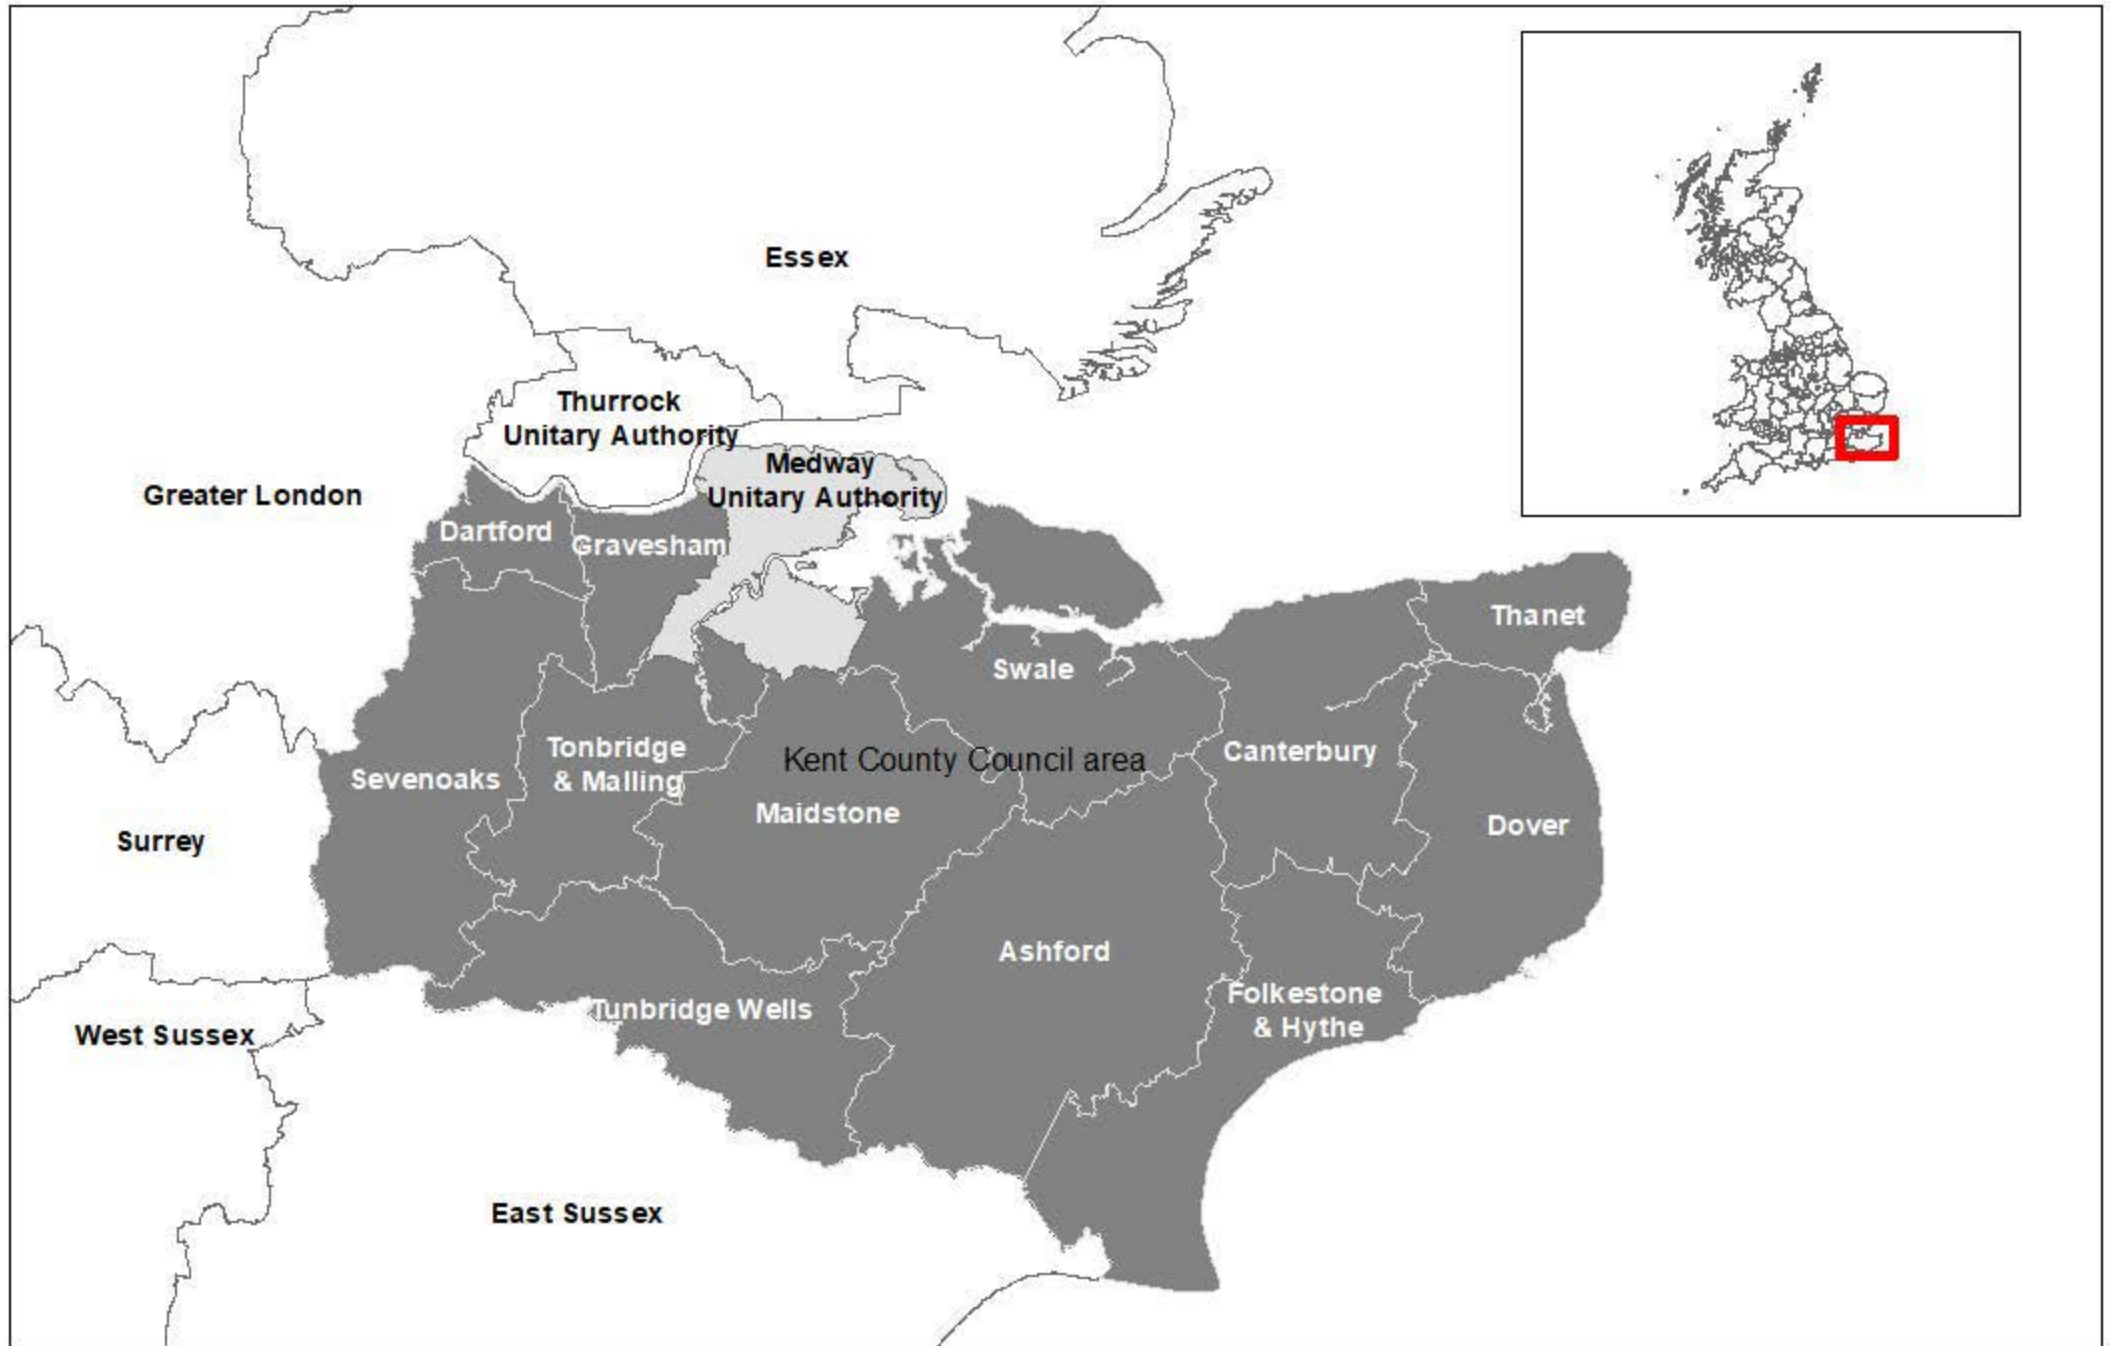 Essex
Thurrock
Unitary Authority
Medway
Unitary Authority
Greater London
Dartford
Gravesham
Thanet
Swale
Tonbridge
& Malling
Kent County Council area
Canterbury
Sevenoaks
Maidstone
Dover
Surrey
Ashford
Folkestone
& Hythe
Tunbridge Wells
West Sussex
East Sussex